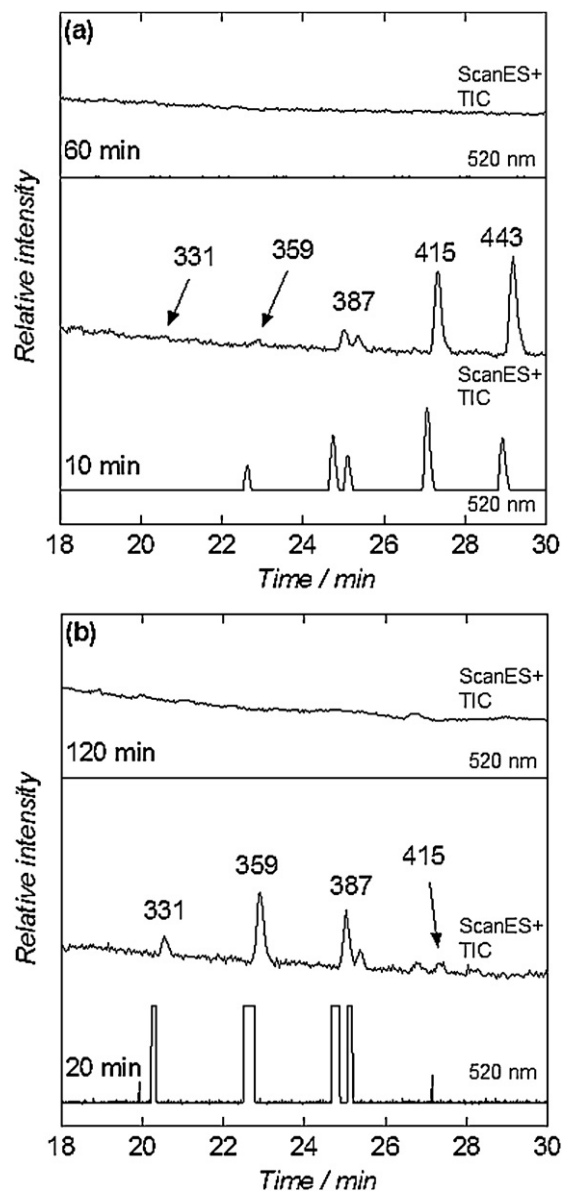 (a)
ScanES+
TIC
60 min
520 nm
331
359
387
415
443
ScanES+
TIC
10 min
520 nm
Relative intensity
18 20 22 24 26 28 30
Time / min
(b)
ScanES+
TIC
120 min
520 nm
331
359
387
415
ScanES+
TIC
20 min
520 nm
Relative intensity
18 20 22 24 26 28 30
Time / min